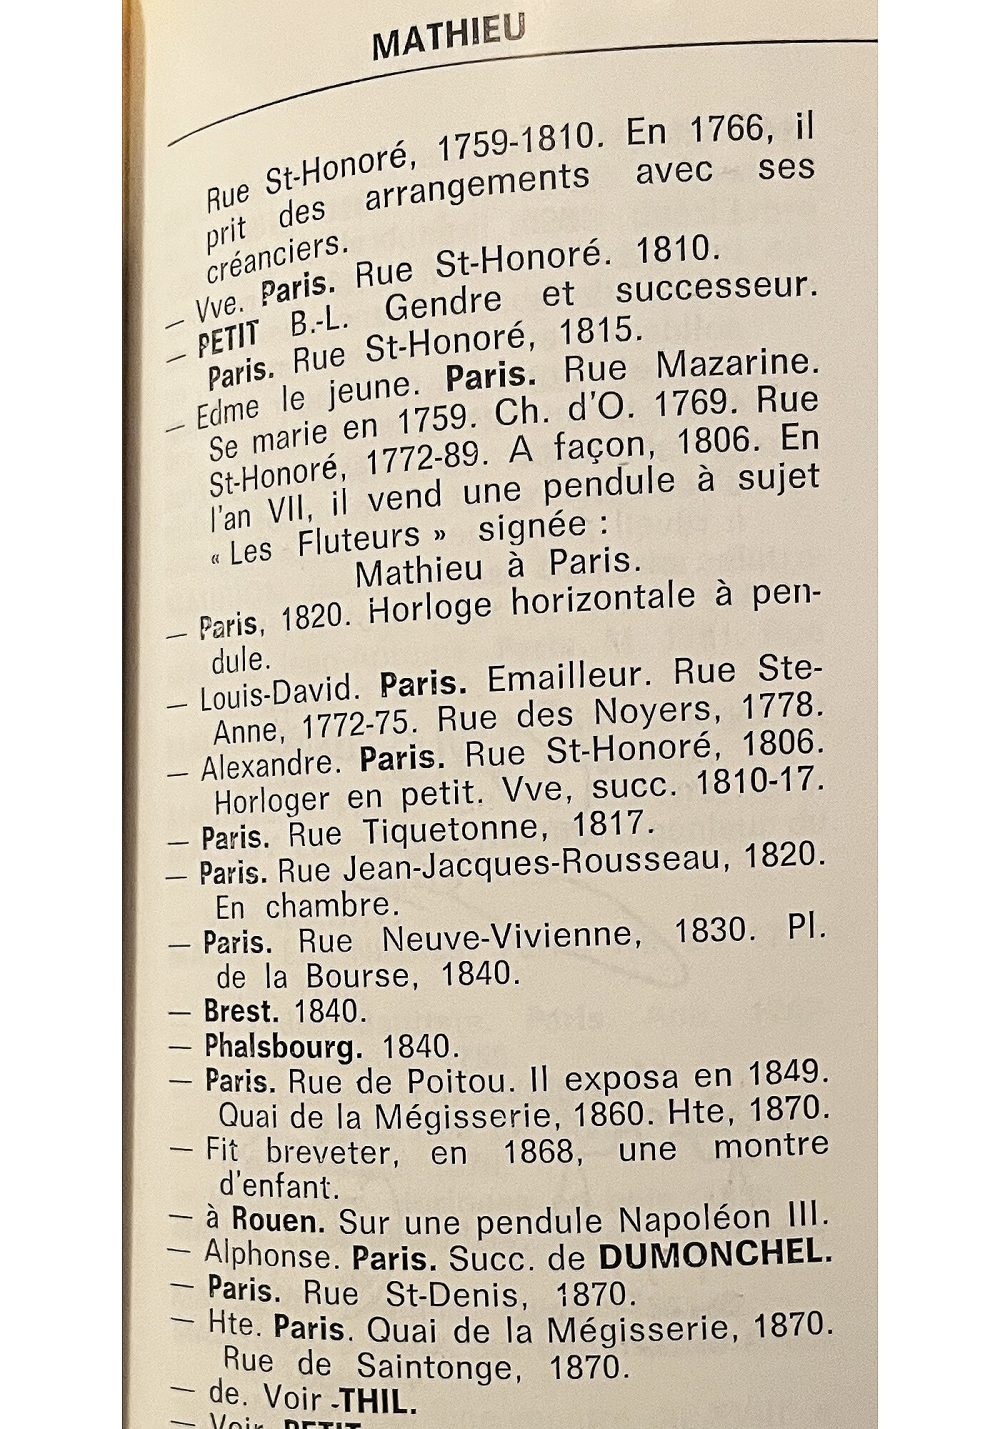 MATHIEU
Rue St-Honoré, 1759-1810. En 1766, il
prit des arrangements avec ses
créanciers.
— Vve. Paris. Rue St-Honoré. 1810.
— PETIT B.-L. Gendre et successeur.
Paris. Rue St-Honoré, 1815.
— Edme le jeune. Paris. Rue Mazarine.
Se marie en 1759. Ch. d'O. 1769. Rue
St-Honoré, 1772-89. A façon, 1806. En
l'an VII, il vend une pendule à sujet
« Les Fluteurs » signée :
Mathieu à Paris.
— Paris, 1820. Horloge horizontale à pen-
dule.
— Louis-David. Paris. Emailleur. Rue Ste-
Anne, 1772-75. Rue des Noyers, 1778.
— Alexandre. Paris. Rue St-Honoré, 1806.
Horloger en petit. Vve, succ. 1810-17.
— Paris. Rue Tiquetonne, 1817.
— Paris. Rue Jean-Jacques-Rousseau, 1820.
En chambre.
— Paris. Rue Neuve-Vivienne, 1830. Pl.
de la Bourse, 1840.
— Brest. 1840.
— Phalsbourg. 1840.
— Paris. Rue de Poitou. Il exposa en 1849.
Quai de la Mégisserie, 1860. Hte, 1870.
— Fit breveter, en 1868, une montre
d'enfant.
— à Rouen. Sur une pendule Napoléon III.
— Alphonse. Paris. Succ. de DUMONCHEL.
— Paris. Rue St-Denis, 1870.
— Hte. Paris. Quai de la Mégisserie, 1870.
Rue de Saintonge, 1870.
— de. Voir -THIL.
— Voir PETIT